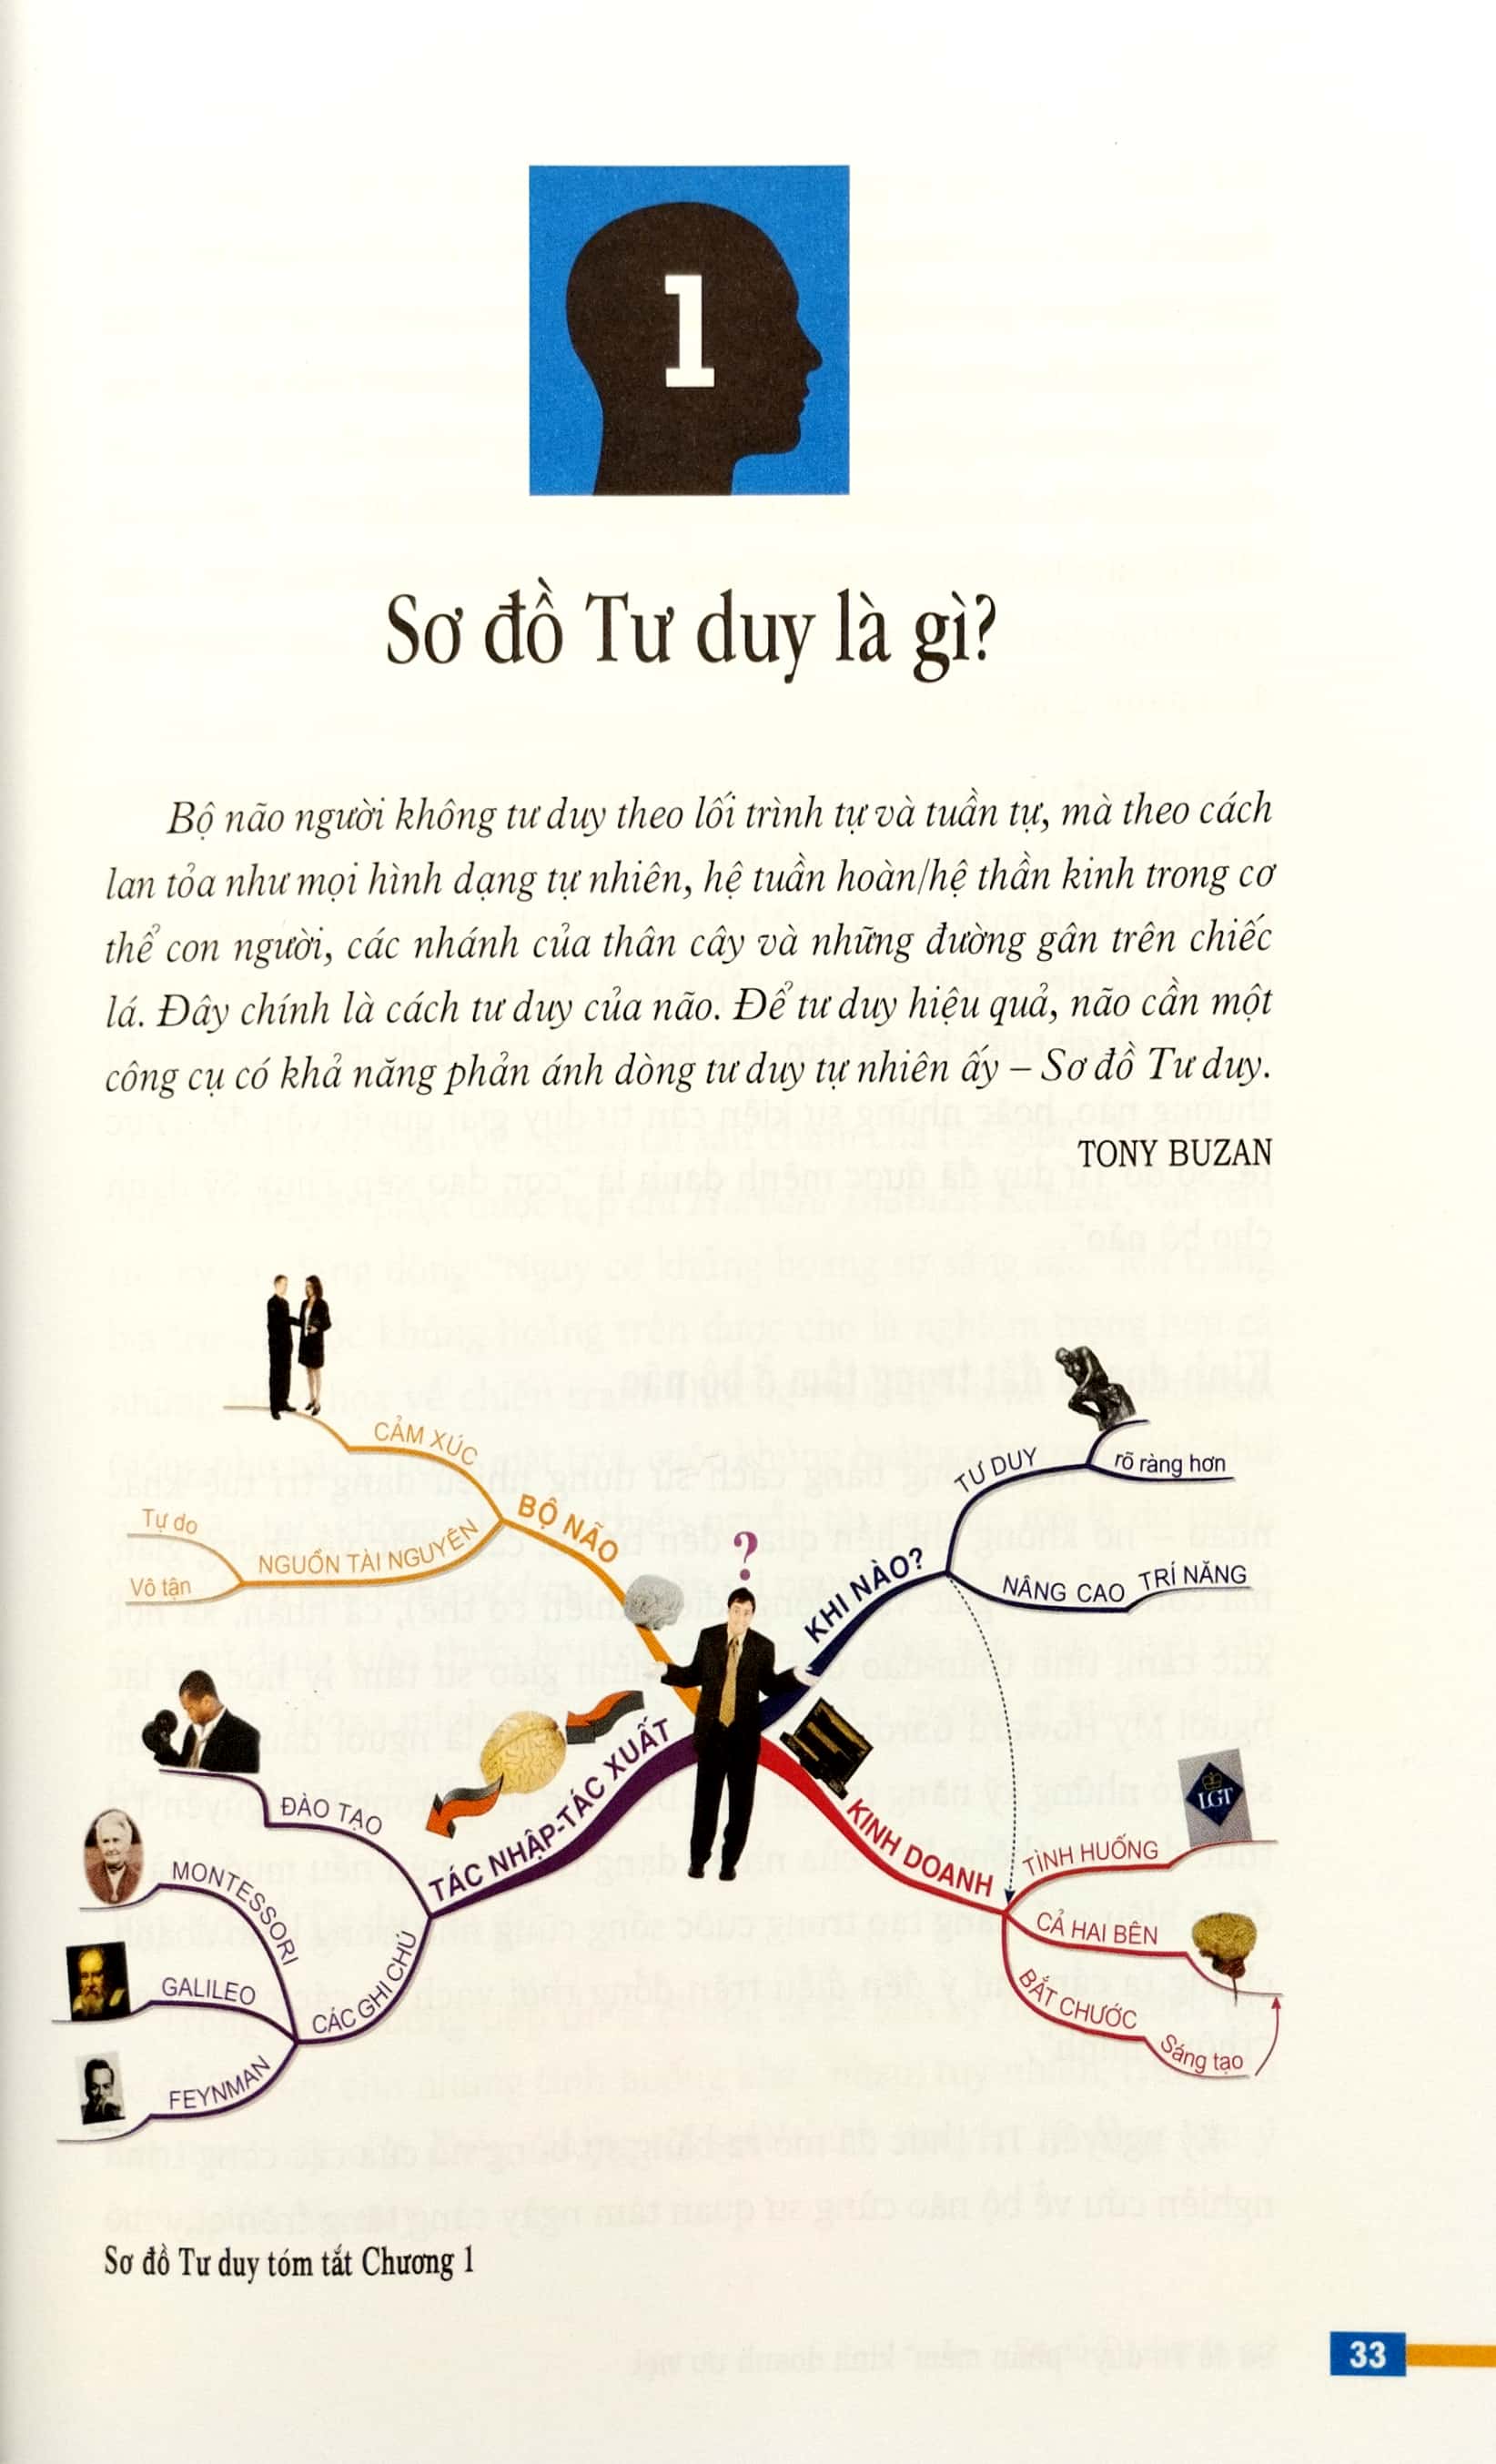 1
Sơ đồ Tư duy là gì?
Bộ não người không tư duy theo lối trình tự và tuần tự, mà theo cách
lan tỏa như mọi hình dạng tự nhiên, hệ tuần hoàn/hệ thần kinh trong cơ
thể con người, các nhánh của thân cây và những đường gân trên chiếc
lá. Đây chính là cách tư duy của não. Để tư duy hiệu quả, não cần một
công cụ có khả năng phản ánh dòng tư duy tự nhiên ấy – Sơ đồ Tư duy.
TONY BUZAN
CẢM XÚC
BỘ NÃO
Tự do
NGUỒN TÀI NGUYÊN
Vô tận
?
TƯ DUY
rõ ràng hơn
KHI NÀO?
NÂNG CAO
TRÍ NĂNG
TÁC NHẬP-TÁC XUẤT
ĐÀO TẠO
MONTESSORI
GALILEO
CÁC GHI CHÚ
FEYNMAN
KINH DOANH
TÌNH HUỐNG
LGT
CẢ HAI BÊN
BẮT CHƯỚC
Sáng tạo
Sơ đồ Tư duy tóm tắt Chương 1
33